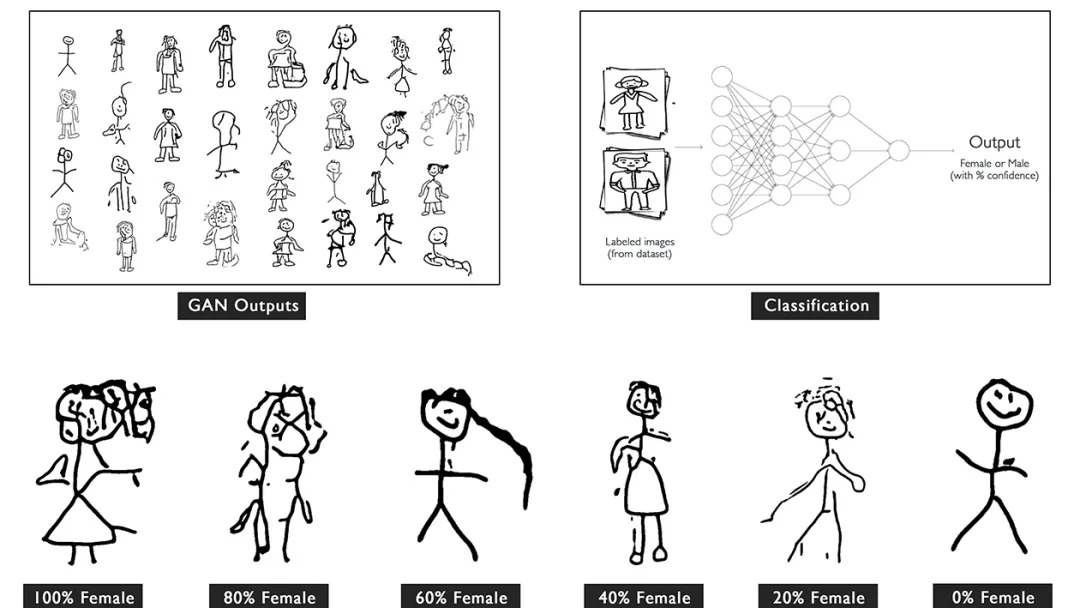 Output
Female or Male
(with % confidence)
Labeled images
(from dataset)
GAN Outputs
Classification
100% Female
80% Female
60% Female
40% Female
20% Female
0% Female